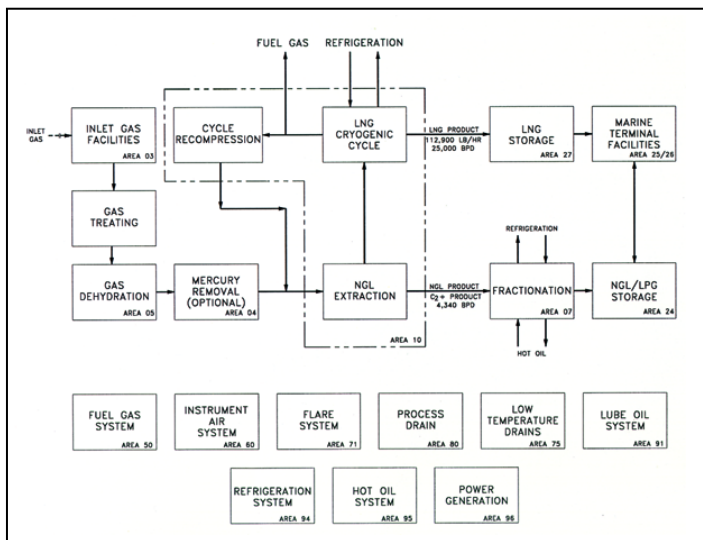 FUEL GAS
REFRIGERATION
INLET
GAS
INLET GAS
FACILITIES
AREA 03
CYCLE
RECOMPRESSION
LNG
CRYOGENIC
CYCLE
LNG PRODUCT
112,900 LB/HR
25,000 BPD
LNG
STORAGE
AREA 27
MARINE
TERMINAL
FACILITIES
AREA 25/26
GAS
TREATING
REFRIGERATION
GAS
DEHYDRATION
AREA 05
MERCURY
REMOVAL
(OPTIONAL)
AREA 04
NGL
EXTRACTION
AREA 10
NGL PRODUCT
C2+ PRODUCT
4,340 BPD
FRACTIONATION
AREA 07
NGL/LPG
STORAGE
AREA 24
HOT OIL
FUEL GAS
SYSTEM
AREA 50
INSTRUMENT
AIR
SYSTEM
AREA 60
FLARE
SYSTEM
AREA 71
PROCESS
DRAIN
AREA 80
LOW
TEMPERATURE
DRAINS
AREA 75
LUBE OIL
SYSTEM
AREA 91
REFRIGERATION
SYSTEM
AREA 94
HOT OIL
SYSTEM
AREA 95
POWER
GENERATION
AREA 96